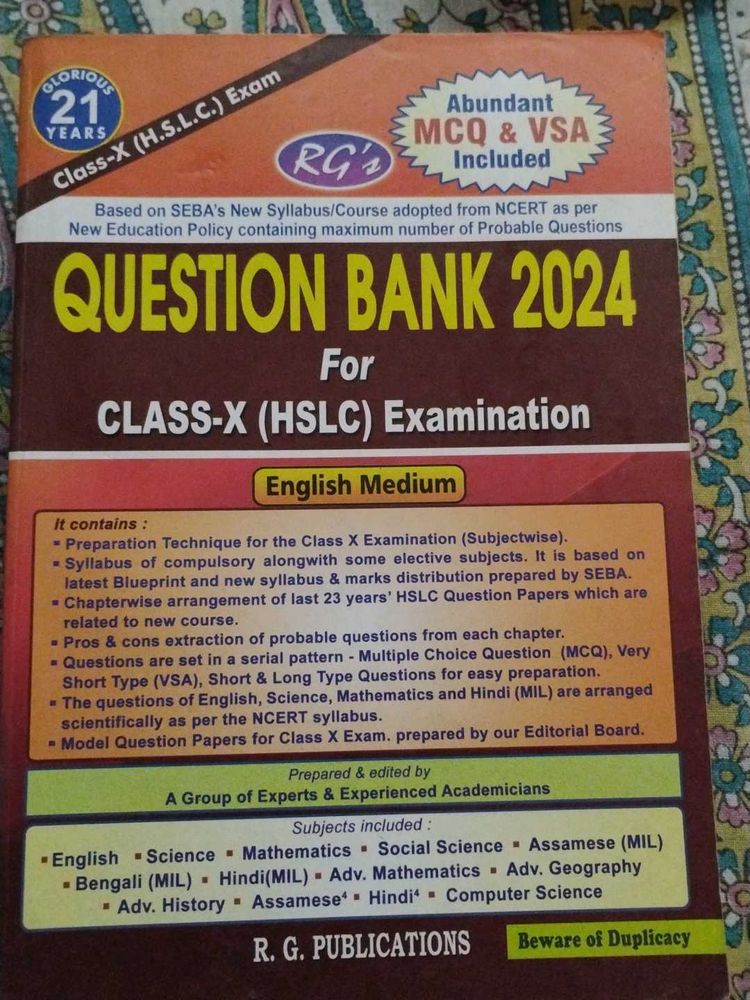 GLORIOUS
21
YEARS
Class-X (H.S.L.C.) Exam
RG's
Abundant
MCQ & VSA
Included
Based on SEBA's New Syllabus/Course adopted from NCERT as per
New Education Policy containing maximum number of Probable Questions
QUESTION BANK 2024
For
CLASS-X (HSLC) Examination
English Medium
It contains :
▪ Preparation Technique for the Class X Examination (Subjectwise).
▪ Syllabus of compulsory alongwith some elective subjects. It is based on
latest Blueprint and new syllabus & marks distribution prepared by SEBA.
▪ Chapterwise arrangement of last 23 years' HSLC Question Papers which are
related to new course.
▪ Pros & cons extraction of probable questions from each chapter.
▪ Questions are set in a serial pattern - Multiple Choice Question (MCQ), Very
Short Type (VSA), Short & Long Type Questions for easy preparation.
▪ The questions of English, Science, Mathematics and Hindi (MIL) are arranged
scientifically as per the NCERT syllabus.
▪ Model Question Papers for Class X Exam. prepared by our Editorial Board.
Prepared & edited by
A Group of Experts & Experienced Academicians
Subjects included :
▪ English ▪ Science ▪ Mathematics ▪ Social Science ▪ Assamese (MIL)
▪ Bengali (MIL) ▪ Hindi(MIL) ▪ Adv. Mathematics ▪ Adv. Geography
▪ Adv. History ▪ Assamese⁴ ▪ Hindi⁴ ▪ Computer Science
R. G. PUBLICATIONS
Beware of Duplicacy